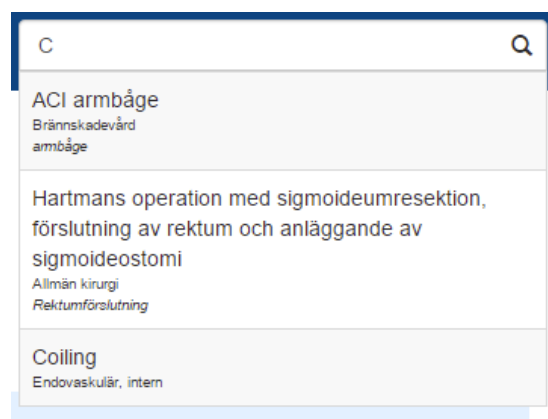 C
ACI armbåge
Brännskadevård
armbåge
Hartmans operation med sigmoideumresektion,
förslutning av rektum och anläggande av
sigmoideostomi
Allmän kirurgi
Rektumförslutning
Coiling
Endovaskulär, intern